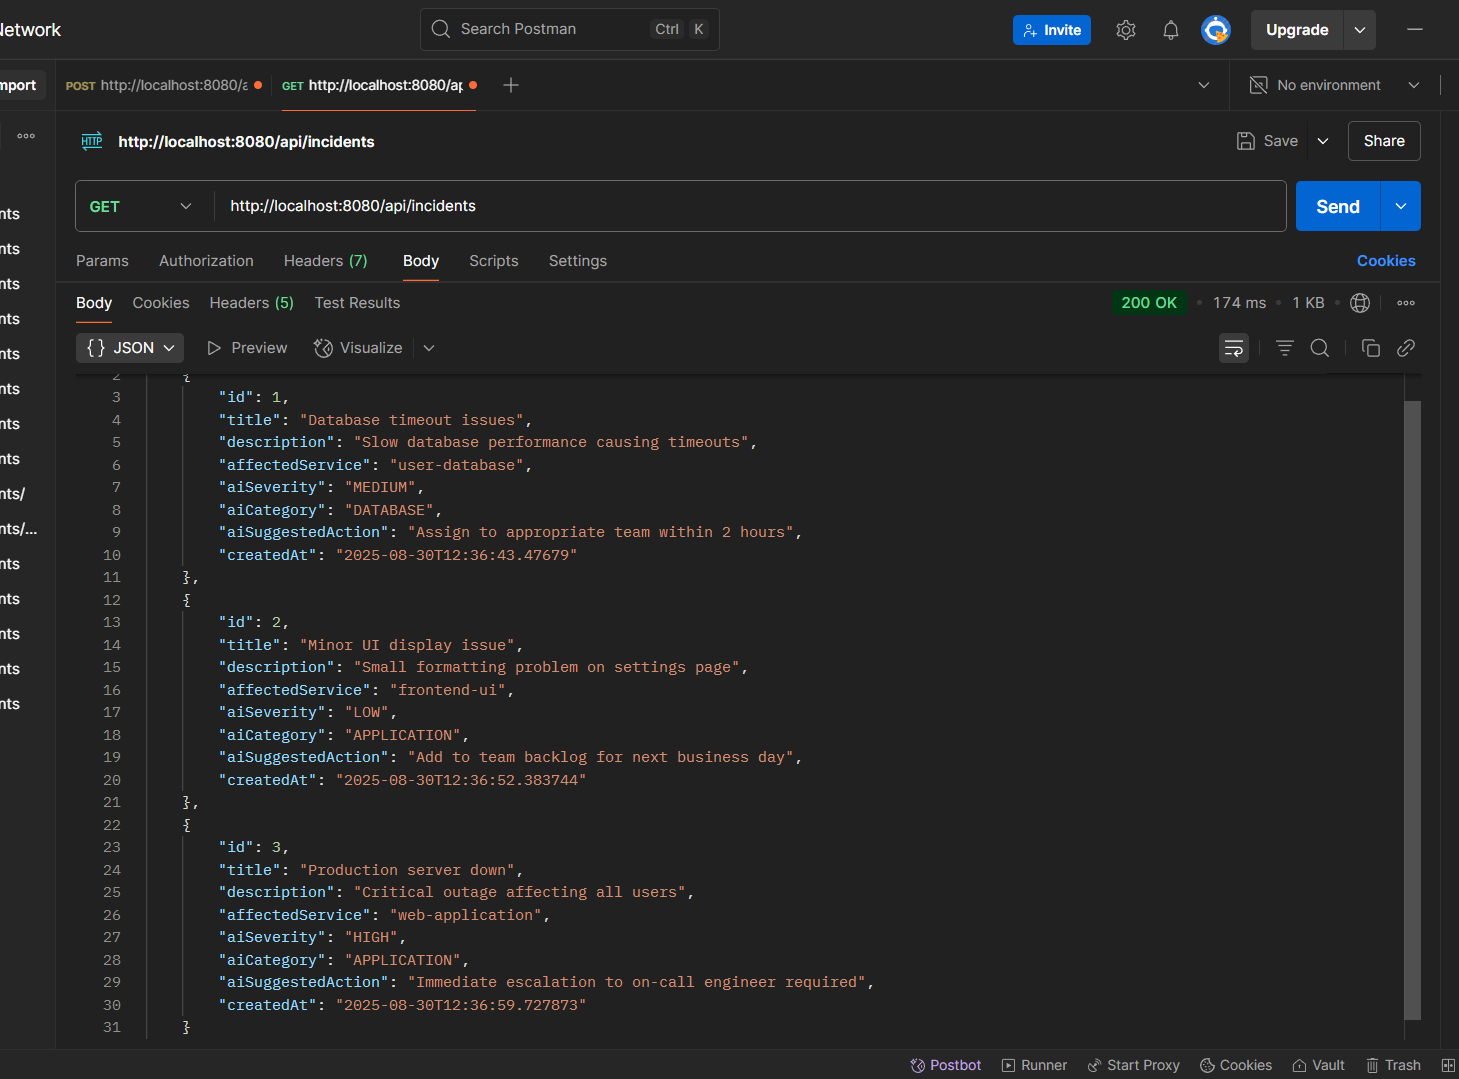 Network
Search Postman Ctrl K
Invite
Upgrade
mport
POST http://localhost:8080/a
GET http://localhost:8080/ap
No environment
HTTP http://localhost:8080/api/incidents
Save
Share
GET http://localhost:8080/api/incidents
Send
Params Authorization Headers (7) Body Scripts Settings
Cookies
Body Cookies Headers (5) Test Results
200 OK • 174 ms • 1 KB
{} JSON Preview Visualize
nts
nts
nts
nts
nts
nts
nts
nts
nts/
nts/...
nts
nts
nts
nts
nts
2 {
3 "id": 1,
4 "title": "Database timeout issues",
5 "description": "Slow database performance causing timeouts",
6 "affectedService": "user-database",
7 "aiSeverity": "MEDIUM",
8 "aiCategory": "DATABASE",
9 "aiSuggestedAction": "Assign to appropriate team within 2 hours",
10 "createdAt": "2025-08-30T12:36:43.47679"
11 },
12 {
13 "id": 2,
14 "title": "Minor UI display issue",
15 "description": "Small formatting problem on settings page",
16 "affectedService": "frontend-ui",
17 "aiSeverity": "LOW",
18 "aiCategory": "APPLICATION",
19 "aiSuggestedAction": "Add to team backlog for next business day",
20 "createdAt": "2025-08-30T12:36:52.383744"
21 },
22 {
23 "id": 3,
24 "title": "Production server down",
25 "description": "Critical outage affecting all users",
26 "affectedService": "web-application",
27 "aiSeverity": "HIGH",
28 "aiCategory": "APPLICATION",
29 "aiSuggestedAction": "Immediate escalation to on-call engineer required",
30 "createdAt": "2025-08-30T12:36:59.727873"
31 }
Postbot Runner Start Proxy Cookies Vault Trash